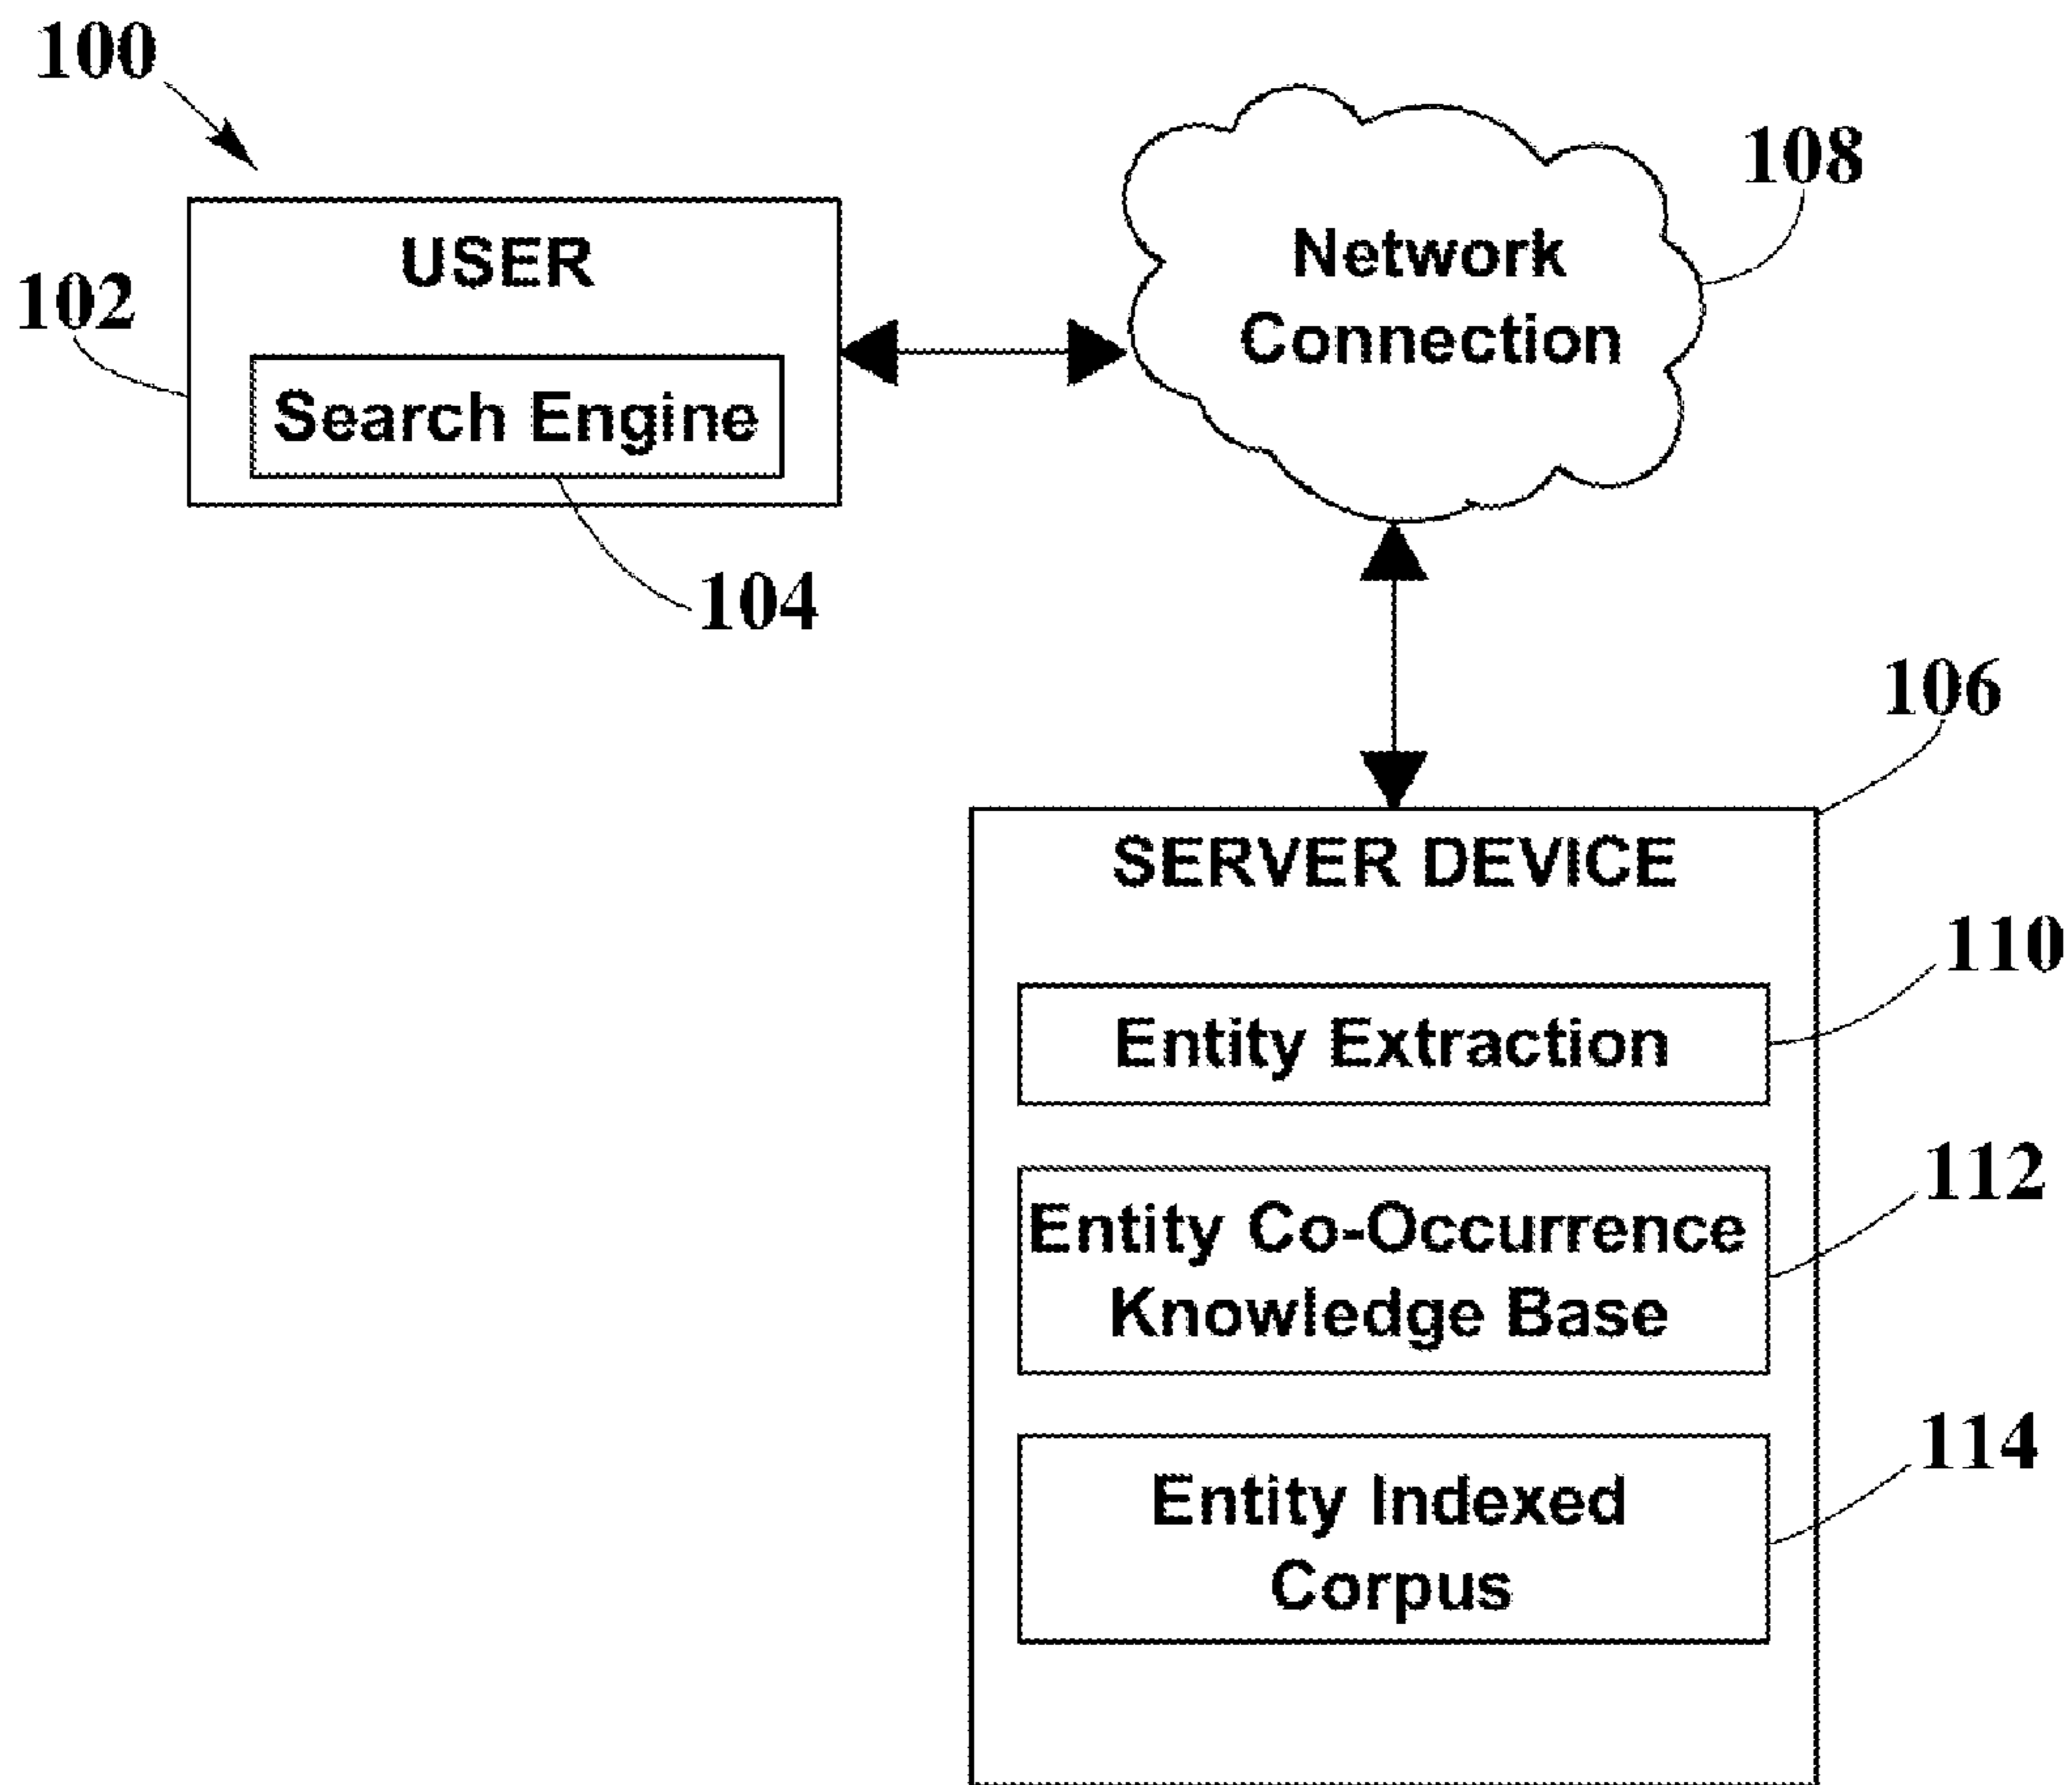 100
USER
102
Search Engine
104
Network
Connection
108
106
SERVER DEVICE
110
Entity Extraction
112
Entity Co-Occurrence
Knowledge Base
114
Entity Indexed
Corpus